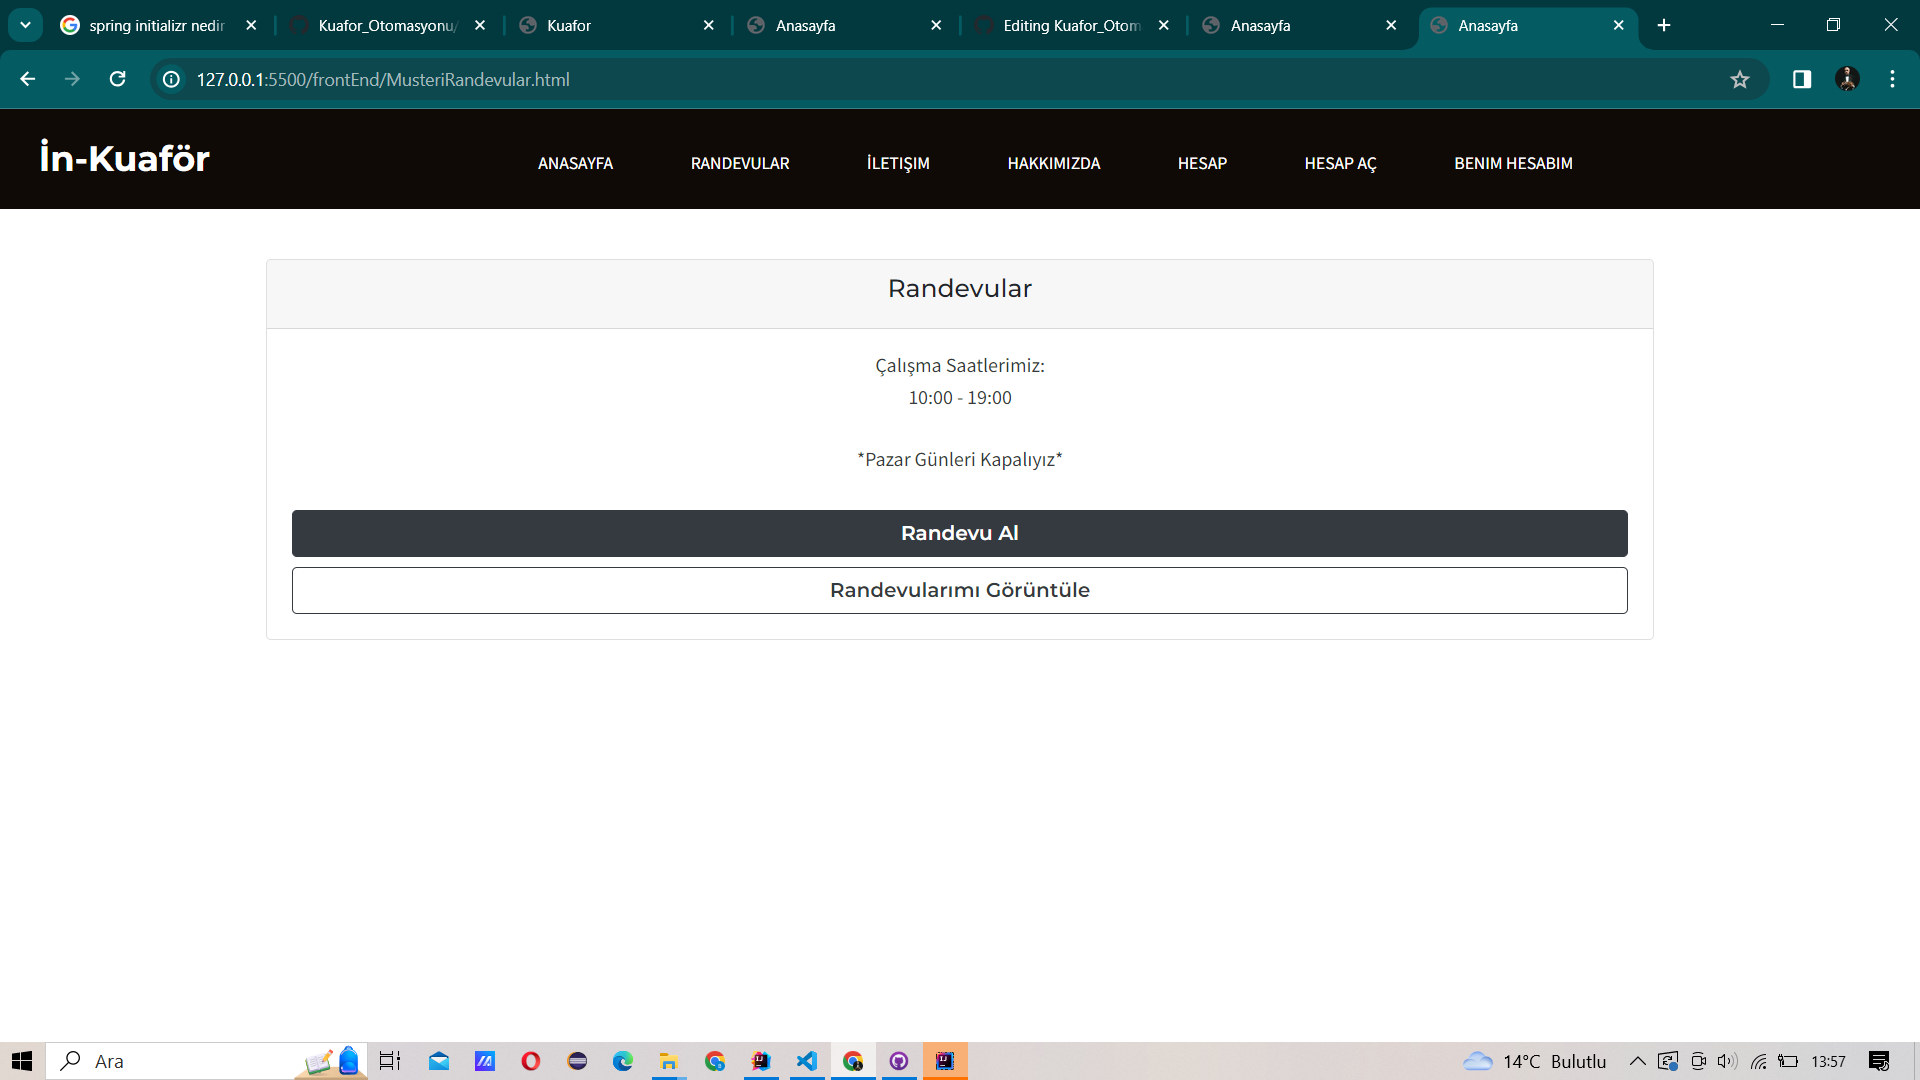 spring initializr nedir
Kuafor_Otomasyonu/
Kuafor
Anasayfa
Editing Kuafor_Otom
Anasayfa
Anasayfa
127.0.0.1:5500/frontEnd/MusteriRandevular.html
İn-Kuaför
ANASAYFA
RANDEVULAR
İLETIŞIM
HAKKIMIZDA
HESAP
HESAP AÇ
BENIM HESABIM
Randevular
Çalışma Saatlerimiz:
10:00 - 19:00
*Pazar Günleri Kapalıyız*
Randevu Al
Randevularımı Görüntüle
Ara
14°C Bulutlu
13:57